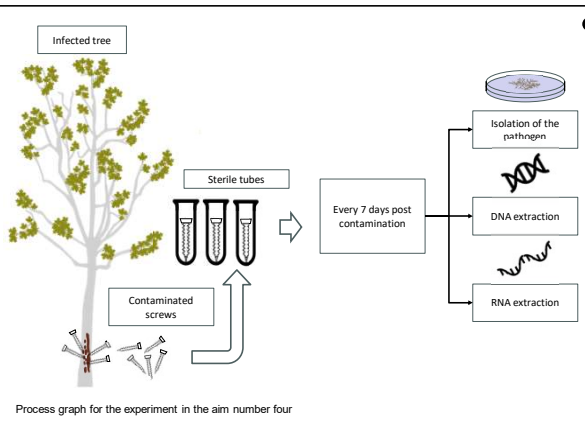 Infected tree
Sterile tubes
Contaminated
screws
Every 7 days post
contamination
Isolation of the
pathogen
DNA extraction
RNA extraction
Process graph for the experiment in the aim number four